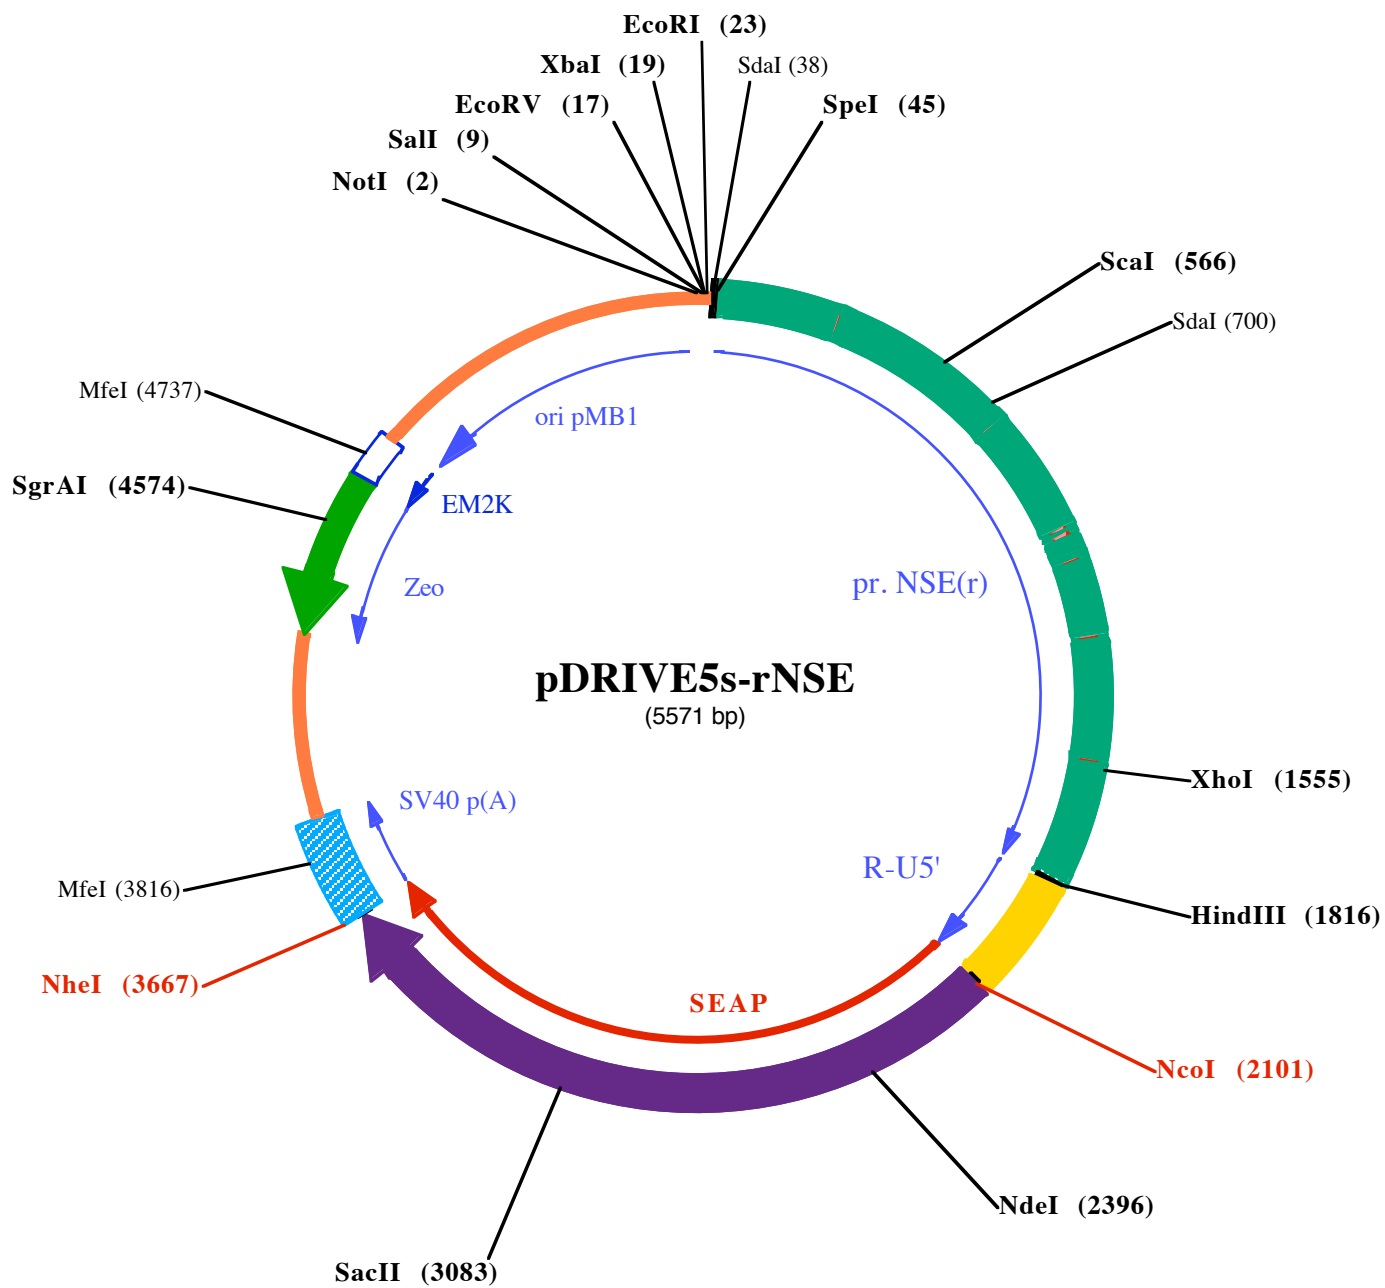 EcoRI (23)
XbaI (19)
SdaI (38)
EcoRV (17)
SpeI (45)
SalI (9)
NotI (2)
ScaI (566)
SdaI (700)
MfeI (4737)
ori pMB1
SgrAI (4574)
EM2K
pr. NSE(r)
Zeo
pDRIVE5s-rNSE
(5571 bp)
XhoI (1555)
SV40 p(A)
R-U5'
MfeI (3816)
HindIII (1816)
NheI (3667)
SEAP
NcoI (2101)
NdeI (2396)
SacII (3083)